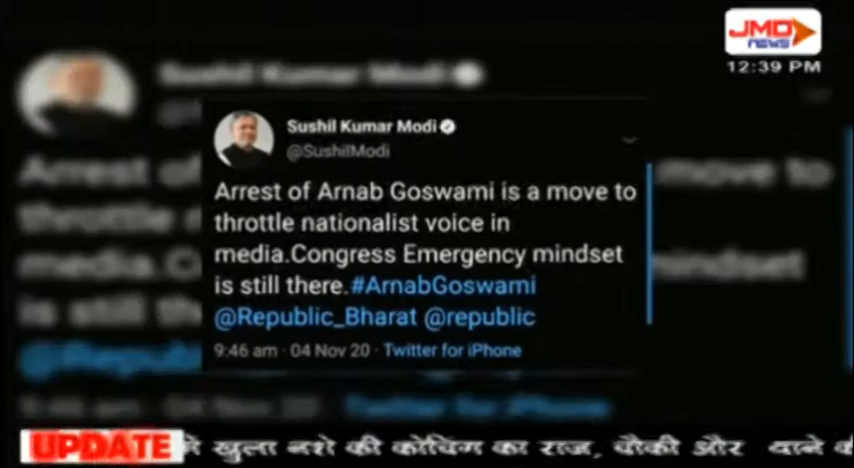 JMD
NEWS
12:39 PM
Sushil Kumar Modi
@SushilModi
Arrest of Arnab Goswami is a move to
throttle nationalist voice in
media.Congress Emergency mindset
is still there.#ArnabGoswami
@Republic_Bharat @republic
9:46 am · 04 Nov 20 · Twitter for iPhone
UPDATE में खुला नशे की कोचिंग का राज, चौकी और थाने